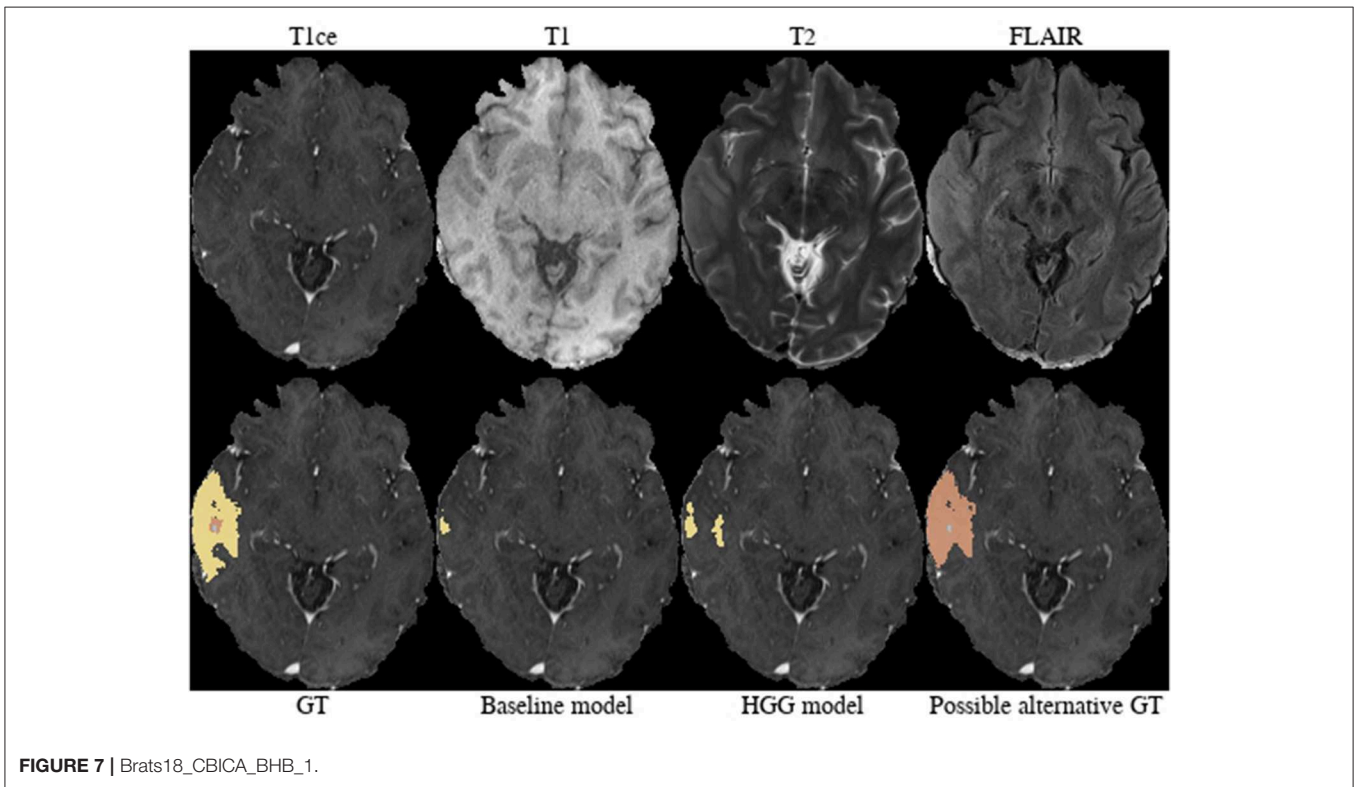 T1ce T1 T2 FLAIR
GT Baseline model HGG model Possible alternative GT
FIGURE 7 | Brats18_CBICA_BHB_1.